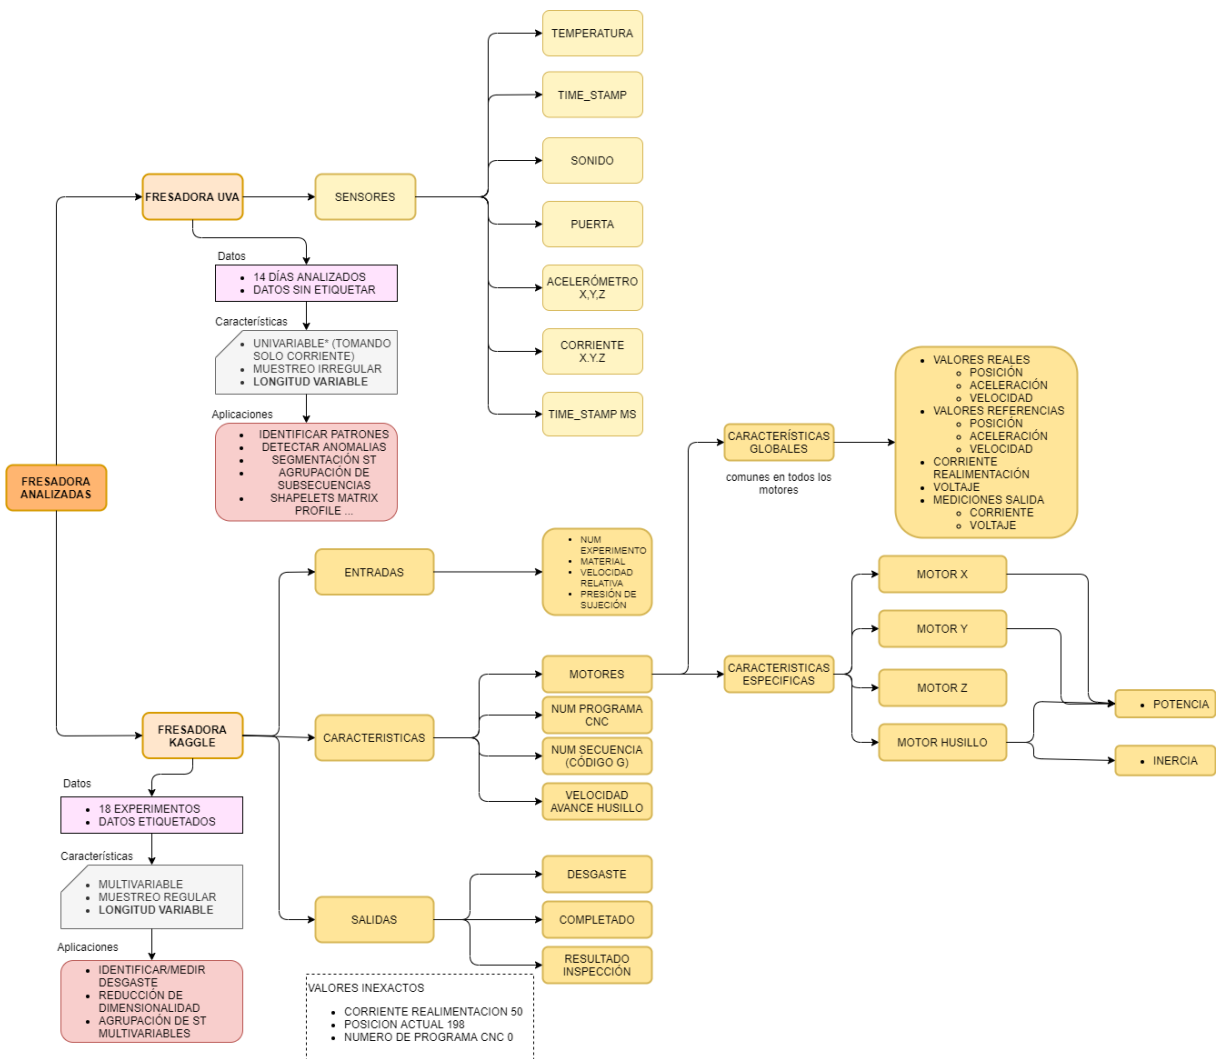 FRESADORA
ANALIZADAS
FRESADORA UVA
SENSORES
TEMPERATURA
TIME_STAMP
SONIDO
PUERTA
ACELERÓMETRO
X,Y,Z
CORRIENTE
X.Y.Z
TIME_STAMP MS
Datos
• 14 DÍAS ANALIZADOS
• DATOS SIN ETIQUETAR
Características
• UNIVARIABLE* (TOMANDO
SOLO CORRIENTE)
• MUESTREO IRREGULAR
• LONGITUD VARIABLE
Aplicaciones
• IDENTIFICAR PATRONES
• DETECTAR ANOMALIAS
• SEGMENTACIÓN ST
• AGRUPACIÓN DE
SUBSECUENCIAS
• SHAPELETS MATRIX
PROFILE ...
FRESADORA
KAGGLE
Datos
• 18 EXPERIMENTOS
• DATOS ETIQUETADOS
Características
• MULTIVARIABLE
• MUESTREO REGULAR
• LONGITUD VARIABLE
Aplicaciones
• IDENTIFICAR/MEDIR
DESGASTE
• REDUCCIÓN DE
DIMENSIONALIDAD
• AGRUPACIÓN DE ST
MULTIVARIABLES
ENTRADAS
• NUM
EXPERIMENTO
• MATERIAL
• VELOCIDAD
RELATIVA
• PRESIÓN DE
SUJECIÓN
CARACTERISTICAS
MOTORES
NUM PROGRAMA
CNC
NUM SECUENCIA
(CÓDIGO G)
VELOCIDAD
AVANCE HUSILLO
CARACTERÍSTICAS
GLOBALES
comunes en todos los
motores
• VALORES REALES
◦ POSICIÓN
◦ ACELERACIÓN
◦ VELOCIDAD
• VALORES REFERENCIAS
◦ POSICIÓN
◦ ACELERACIÓN
◦ VELOCIDAD
• CORRIENTE
REALIMENTACIÓN
• VOLTAJE
• MEDICIONES SALIDA
◦ CORRIENTE
◦ VOLTAJE
CARACTERISTICAS
ESPECIFICAS
MOTOR X
MOTOR Y
MOTOR Z
MOTOR HUSILLO
• POTENCIA
• INERCIA
SALIDAS
DESGASTE
COMPLETADO
RESULTADO
INSPECCIÓN
VALORES INEXACTOS
• CORRIENTE REALIMENTACION 50
• POSICION ACTUAL 198
• NUMERO DE PROGRAMA CNC 0